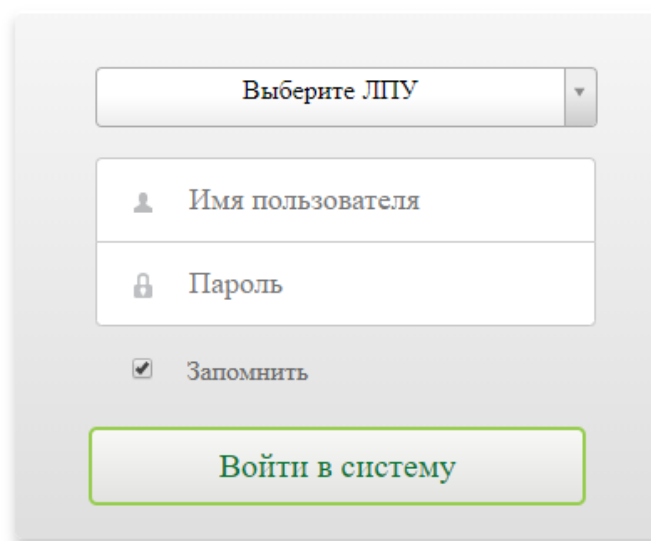 Выберите ЛПУ
Имя пользователя
Пароль
Запомнить
Войти в систему